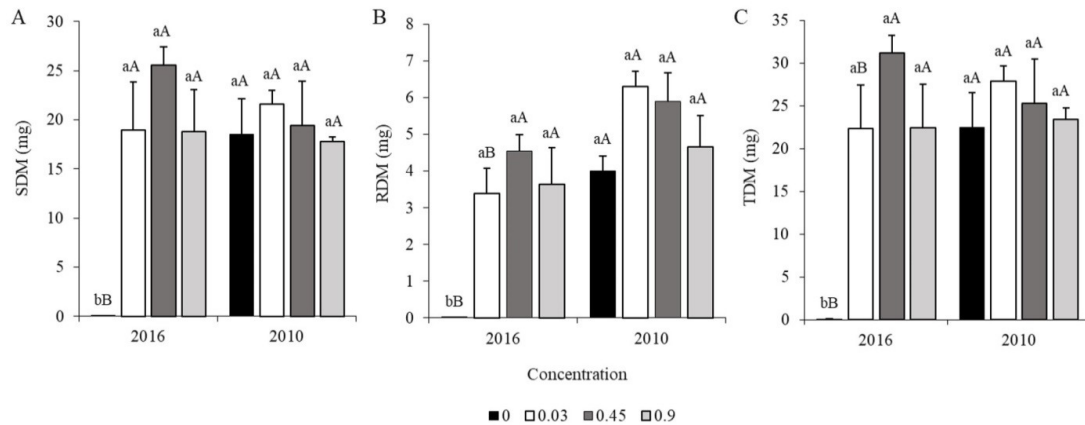 A
SDM (mg)
30
25
20
15
10
5
0
bB
aA
aA
aA
aA
aA
aA
aA
2016
2010
B
RDM (mg)
8
7
6
5
4
3
2
1
0
bB
aB
aA
aA
aA
aA
aA
aA
2016
2010
C
TDM (mg)
35
30
25
20
15
10
5
0
bB
aB
aA
aA
aA
aA
aA
aA
2016
2010
Concentration
0 0.03 0.45 0.9